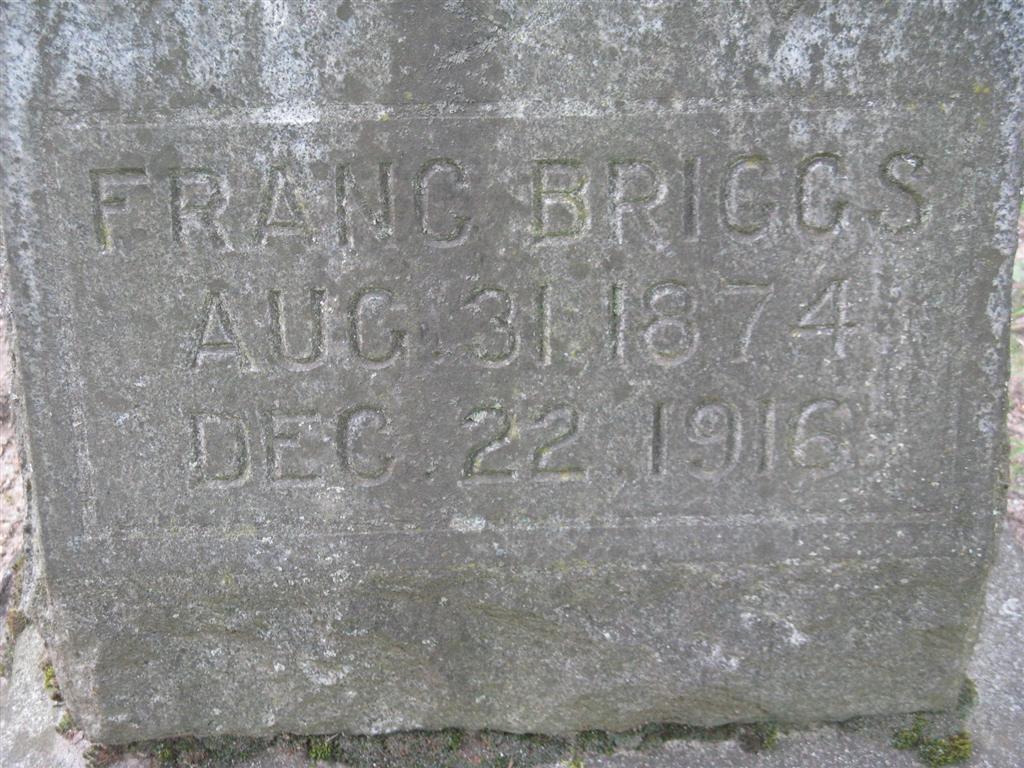 FRANC BRIGGS
AUG. 31, 1874
DEC. 22, 1916